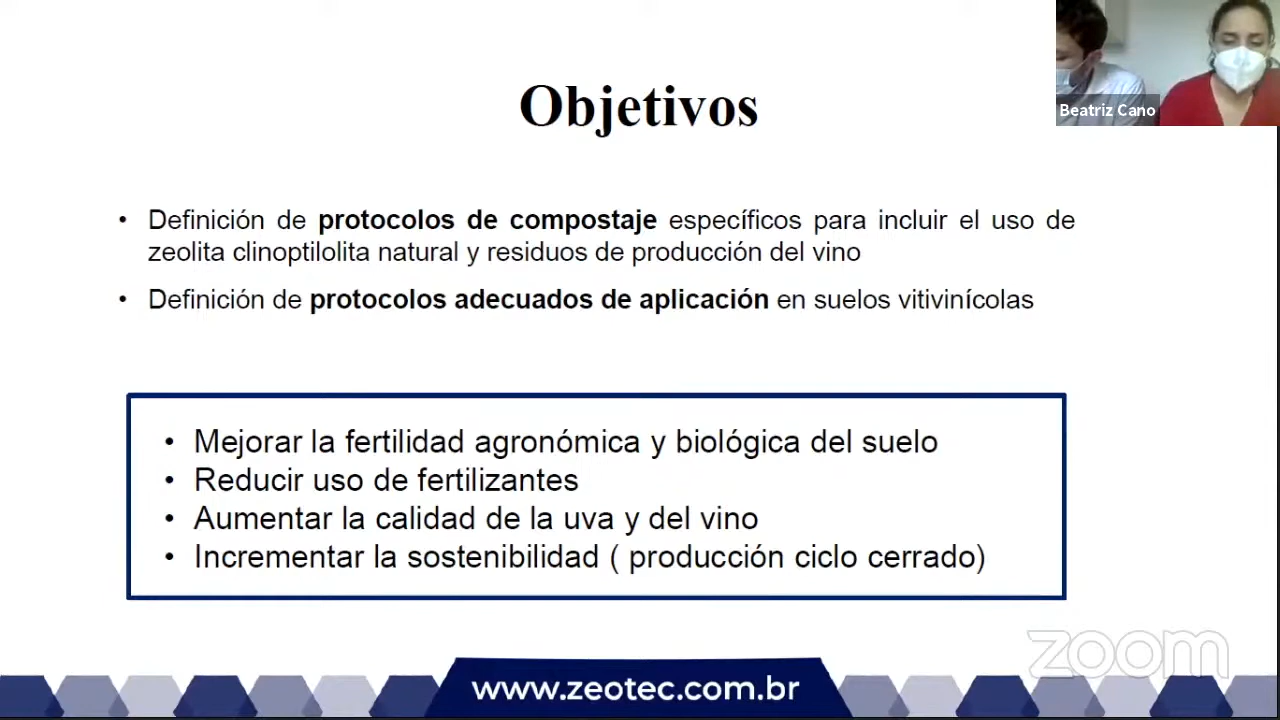 Objetivos
Beatriz Cano
• Definición de protocolos de compostaje específicos para incluir el uso de
zeolita clinoptilolita natural y residuos de producción del vino
• Definición de protocolos adecuados de aplicación en suelos vitivinícolas
• Mejorar la fertilidad agronómica y biológica del suelo
• Reducir uso de fertilizantes
• Aumentar la calidad de la uva y del vino
• Incrementar la sostenibilidad ( producción ciclo cerrado)
zoom
www.zeotec.com.br